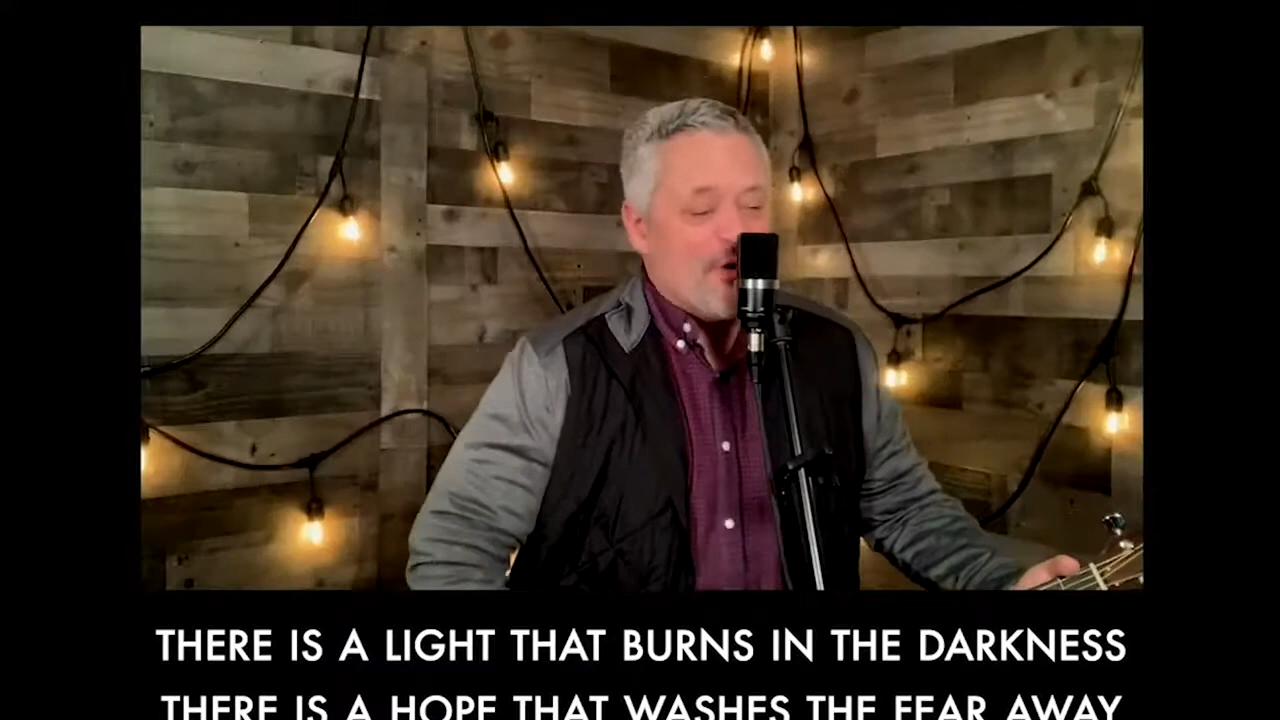 THERE IS A LIGHT THAT BURNS IN THE DARKNESS
THERE IS A HOPE THAT WASHES THE FEAR AWAY